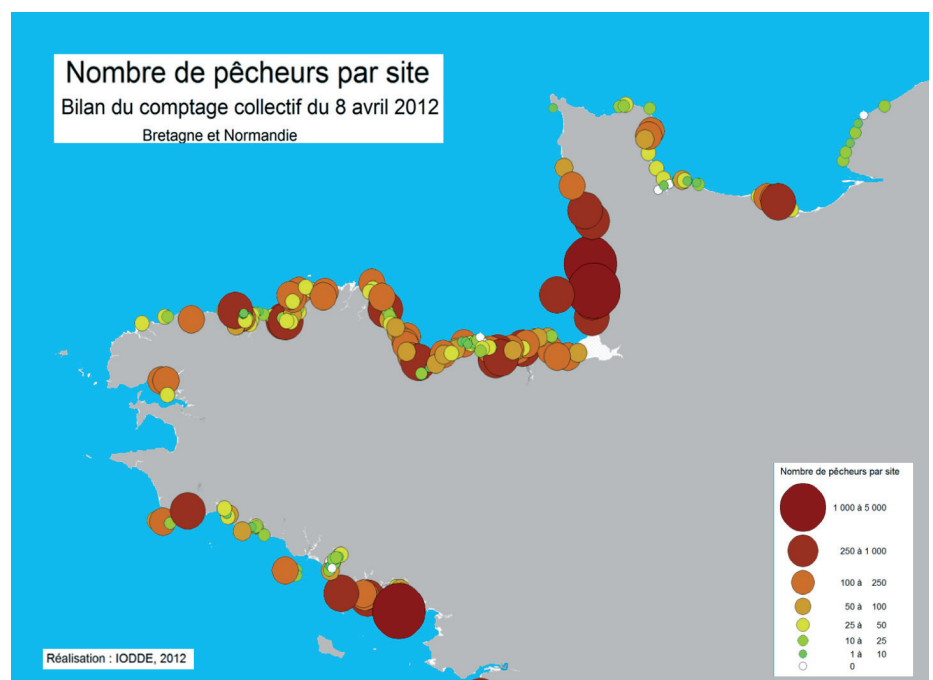 Nombre de pêcheurs par site
Bilan du comptage collectif du 8 avril 2012
Bretagne et Normandie
Nombre de pêcheurs par site
1 000 à 5 000
250 à 1 000
100 à 250
50 à 100
25 à 50
10 à 25
1 à 10
0
Réalisation : IODDE, 2012